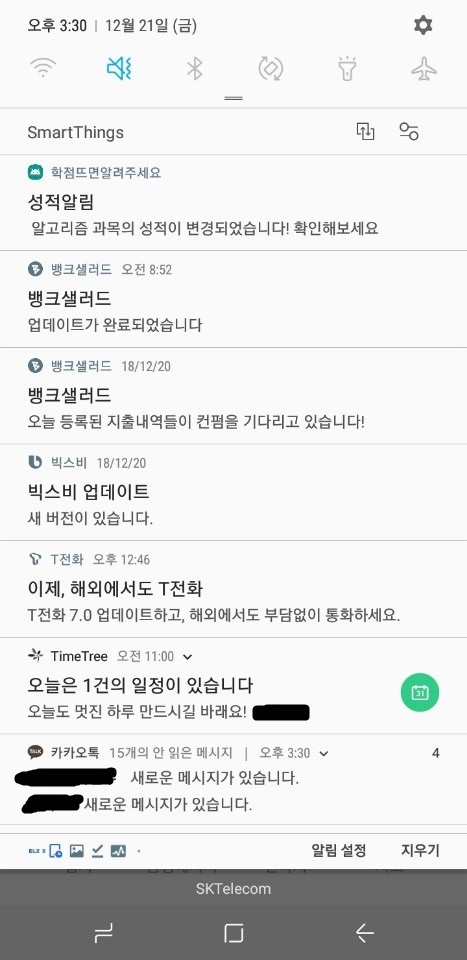 오후 3:30 | 12월 21일 (금)
SmartThings
학점뜨면알려주세요
성적알림
알고리즘 과목의 성적이 변경되었습니다! 확인해보세요
뱅크샐러드 오전 8:52
뱅크샐러드
업데이트가 완료되었습니다
뱅크샐러드 18/12/20
뱅크샐러드
오늘 등록된 지출내역들이 컨펌을 기다리고 있습니다!
빅스비 18/12/20
빅스비 업데이트
새 버전이 있습니다.
T전화 오후 12:46
이제, 해외에서도 T전화
T전화 7.0 업데이트하고, 해외에서도 부담없이 통화하세요.
TimeTree 오전 11:00
오늘은 1건의 일정이 있습니다
오늘도 멋진 하루 만드시길 바래요!
31
TALK 카카오톡 15개의 안 읽은 메시지 | 오후 3:30 4
새로운 메시지가 있습니다.
새로운 메시지가 있습니다.
BLX X 알림 설정 지우기
SKTelecom